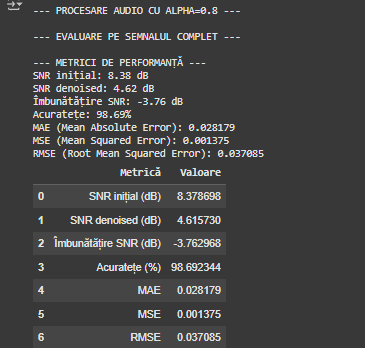 --- PROCESARE AUDIO CU ALPHA=0.8 ---
--- EVALUARE PE SEMNALUL COMPLET ---
--- METRICI DE PERFORMANȚĂ ---
SNR inițial: 8.38 dB
SNR denoised: 4.62 dB
Îmbunătățire SNR: -3.76 dB
Acuratețe: 98.69%
MAE (Mean Absolute Error): 0.028179
MSE (Mean Squared Error): 0.001375
RMSE (Root Mean Squared Error): 0.037085
Metrică Valoare
0 SNR inițial (dB) 8.378698
1 SNR denoised (dB) 4.615730
2 Îmbunătățire SNR (dB) -3.762968
3 Acuratețe (%) 98.692344
4 MAE 0.028179
5 MSE 0.001375
6 RMSE 0.037085